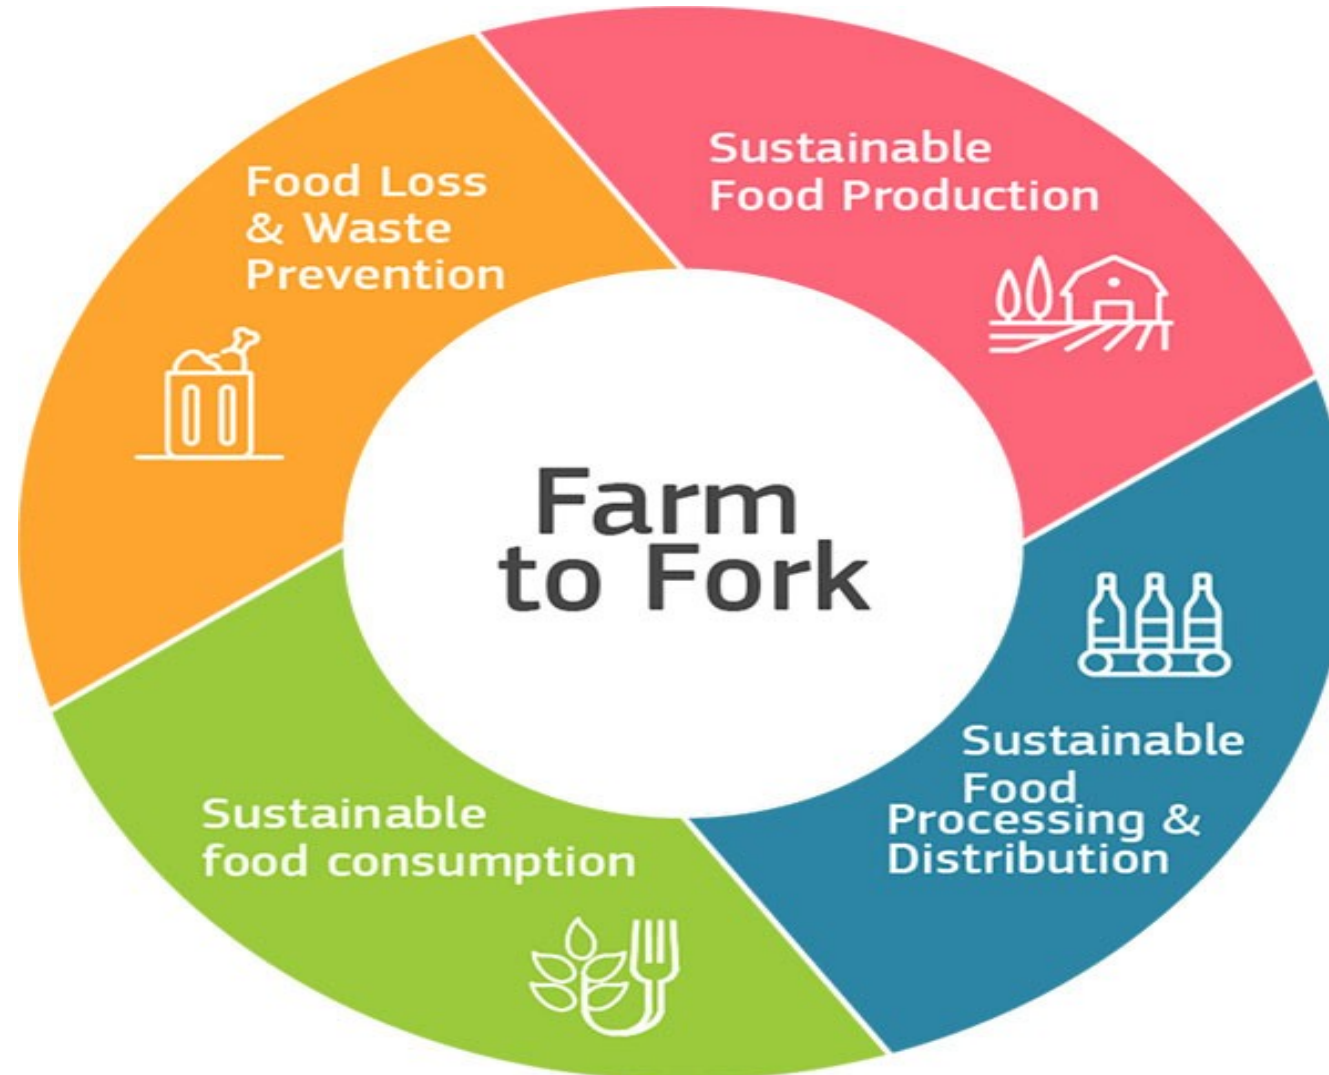 Food Loss
& Waste
Prevention
Sustainable
Food Production
Farm
to Fork
Sustainable
Food
Processing &
Distribution
Sustainable
food consumption